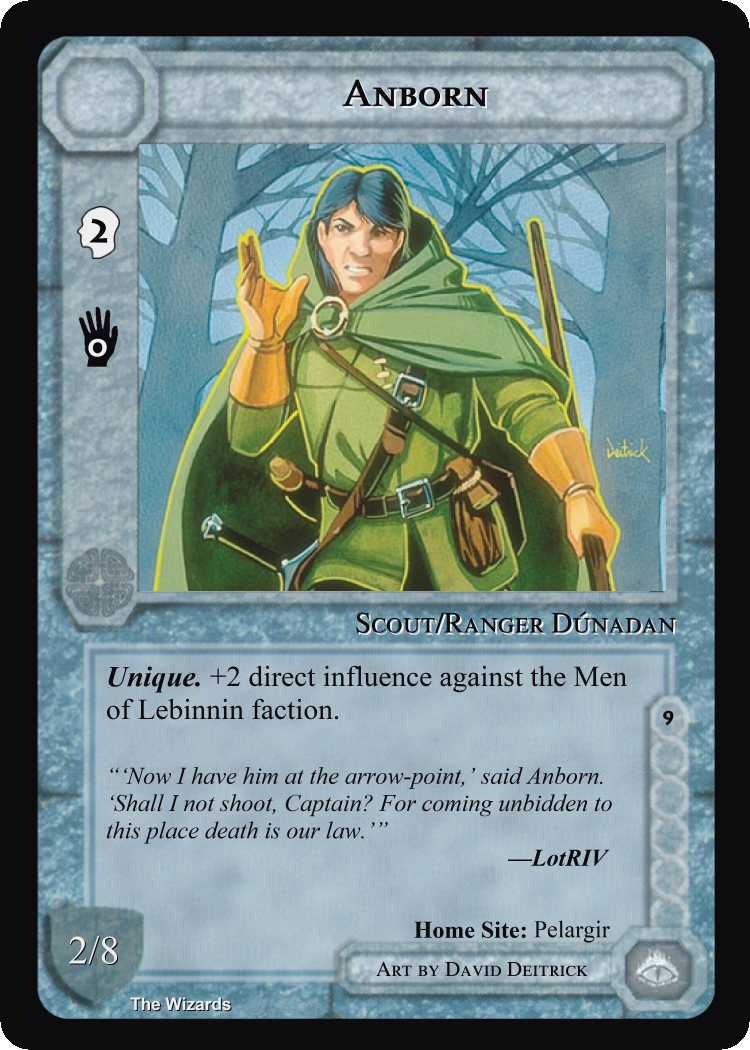 Anborn
2
0
Deitrick
Scout/Ranger Dúnadan
Unique. +2 direct influence against the Men
of Lebinnin faction.
9
“‘Now I have him at the arrow-point,’ said Anborn.
‘Shall I not shoot, Captain? For coming unbidden to
this place death is our law.’”
—LotRIV
Home Site: Pelargir
2/8
Art by David Deitrick
The Wizards